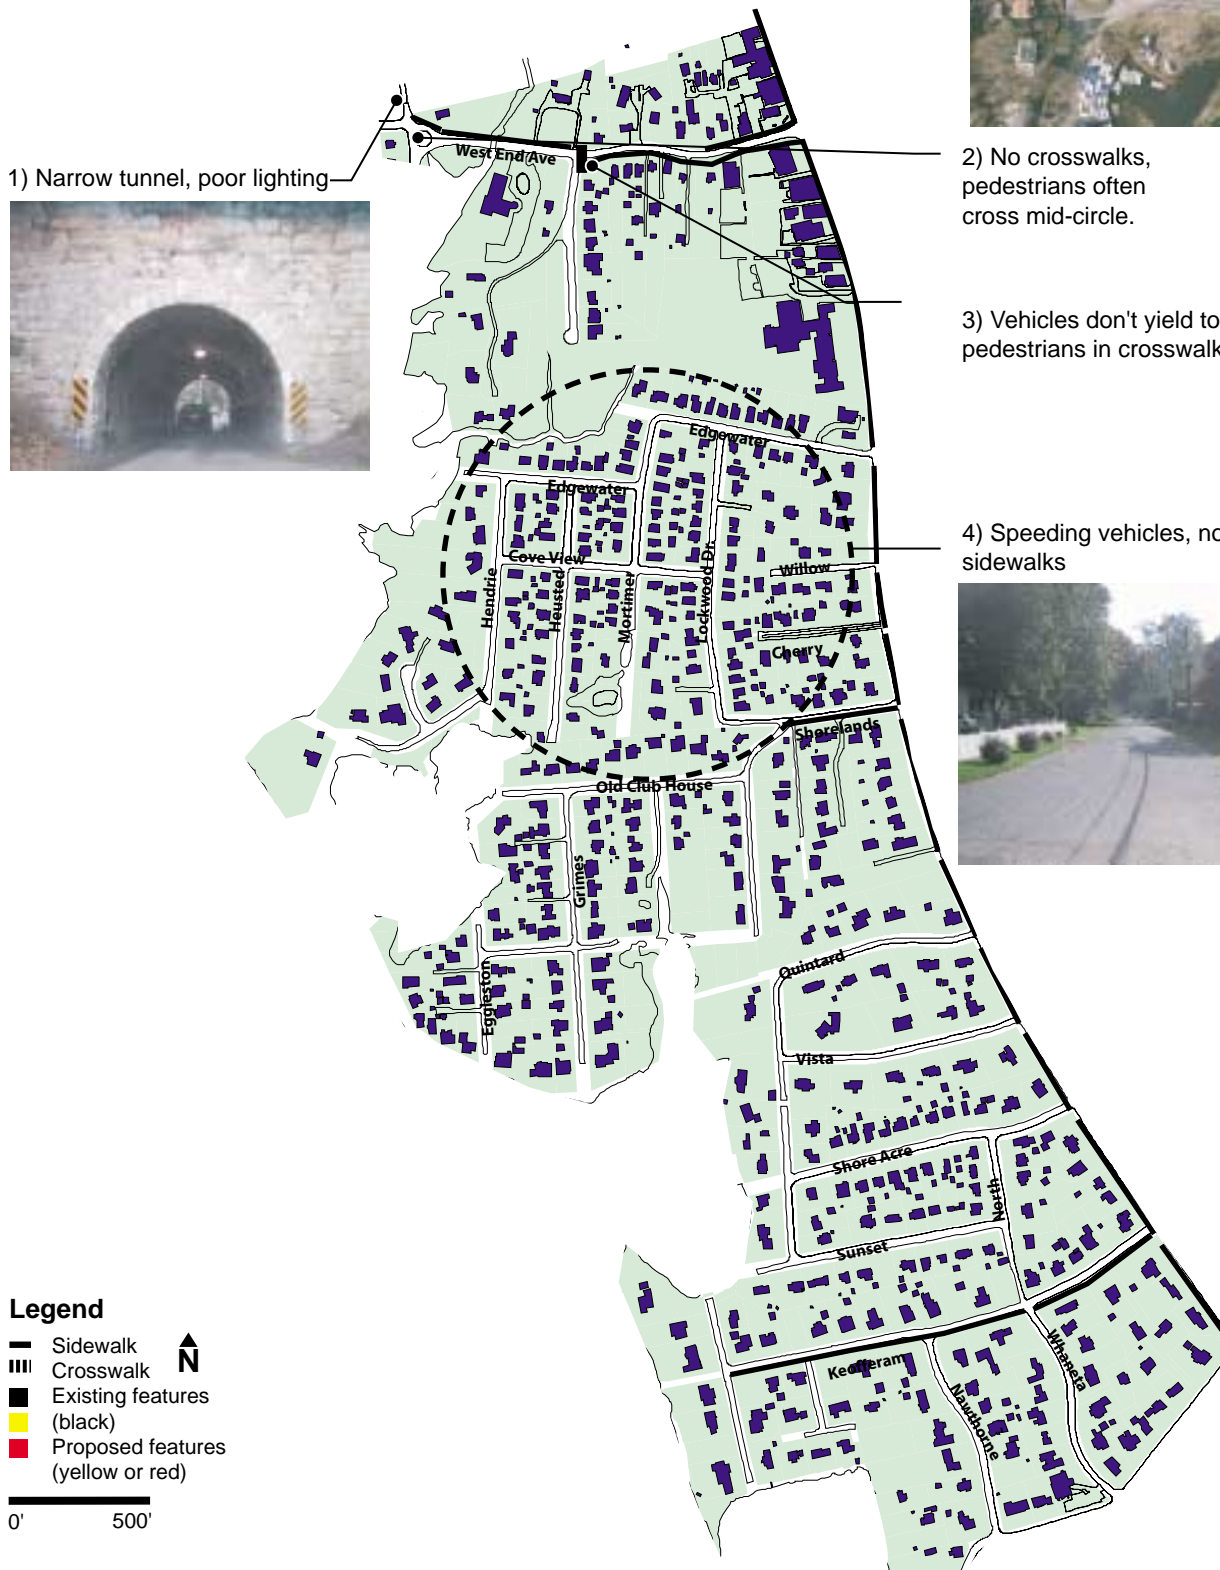 1) Narrow tunnel, poor lighting
2) No crosswalks,
pedestrians often
cross mid-circle.
3) Vehicles don't yield to
pedestrians in crosswalk
4) Speeding vehicles, no
sidewalks
West End Ave
Edgewater
Edgewater
Cove View
Willow
Hendrie
Heusted
Mortimer
Lockwood Dr.
Cherry
Shorelands
Old Club House
Grimes
Eggleston
Quintard
Vista
Shore Acre
North
Sunset
Keofferam
Whaneta
Nawthorne
Legend
Sidewalk
Crosswalk
N
Existing features
(black)
Proposed features
(yellow or red)
0' 500'